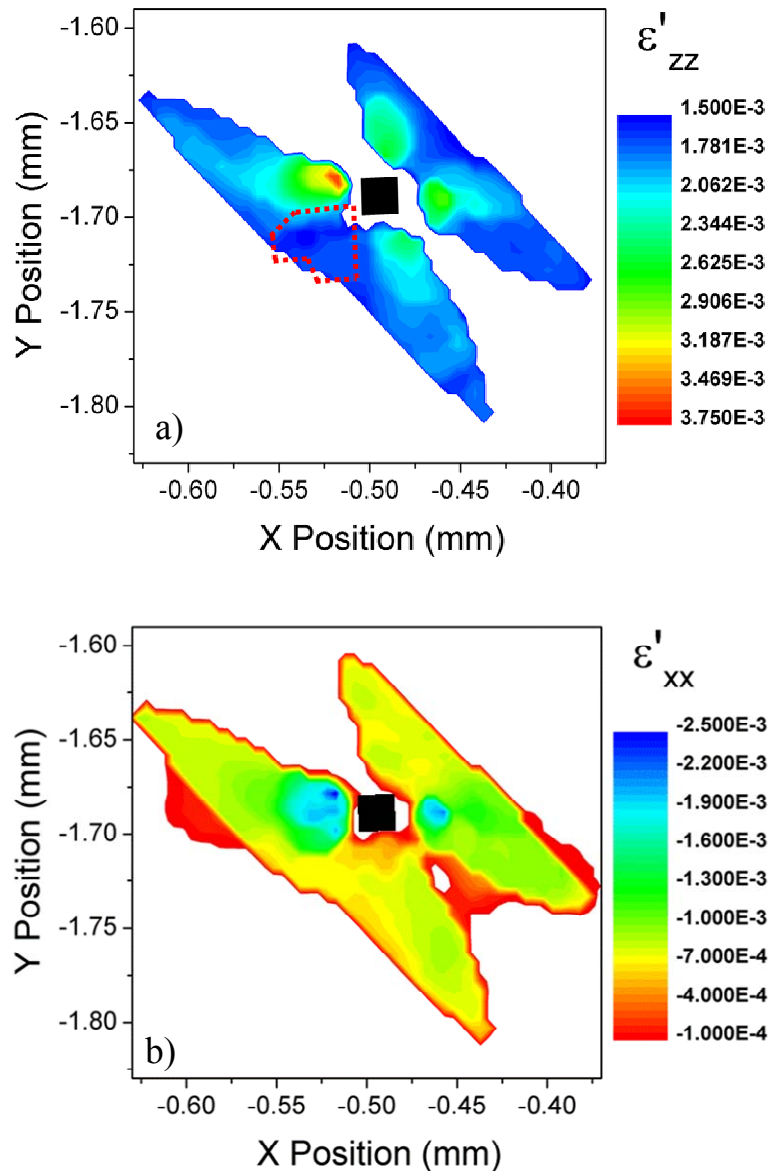 ε'zz
-1.60
-1.65
-1.70
-1.75
-1.80
Y Position (mm)
1.500E-3
1.781E-3
2.062E-3
2.344E-3
2.625E-3
2.906E-3
3.187E-3
3.469E-3
3.750E-3
a)
-0.60 -0.55 -0.50 -0.45 -0.40
X Position (mm)
ε'xx
-1.60
-1.65
-1.70
-1.75
-1.80
Y Position (mm)
-2.500E-3
-2.200E-3
-1.900E-3
-1.600E-3
-1.300E-3
-1.000E-3
-7.000E-4
-4.000E-4
-1.000E-4
b)
-0.60 -0.55 -0.50 -0.45 -0.40
X Position (mm)